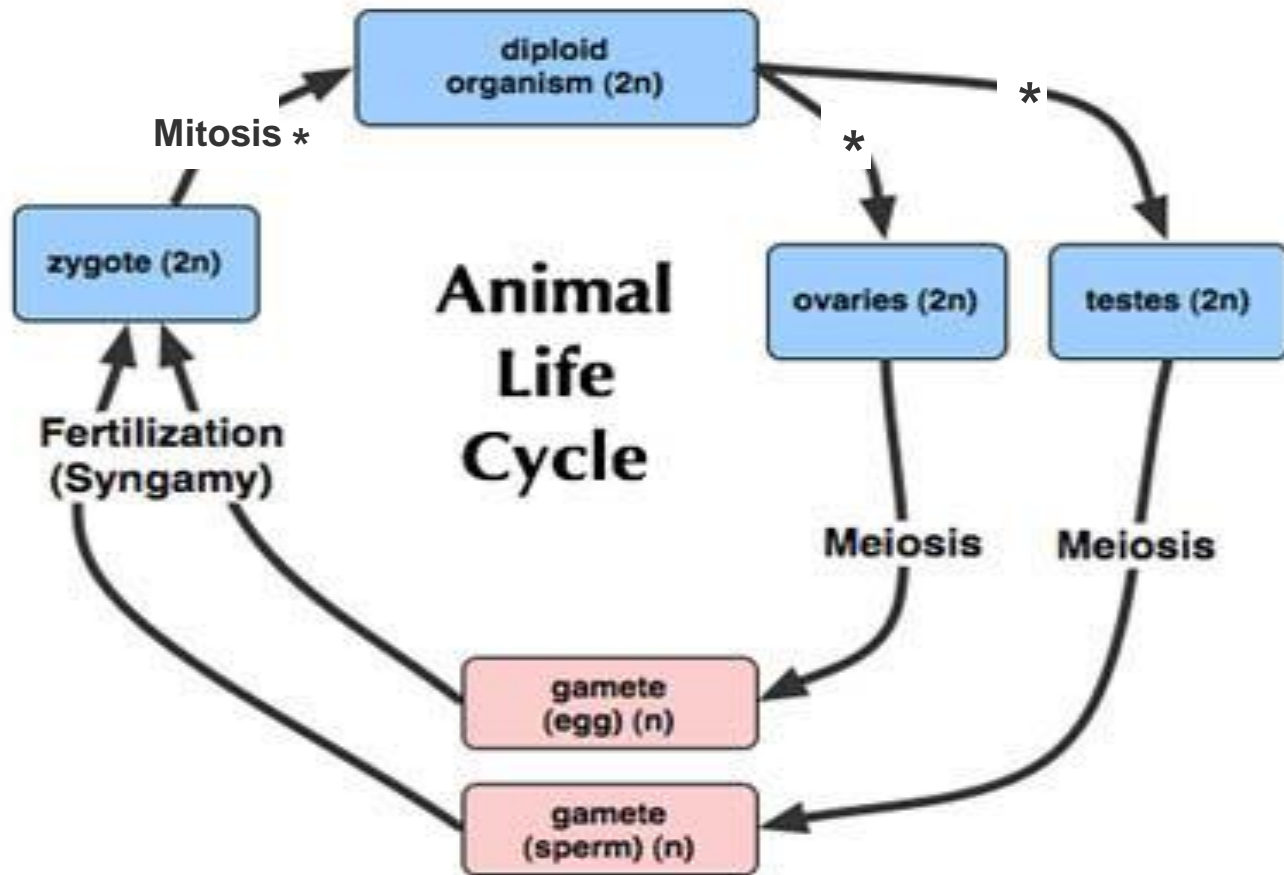 diploid
organism (2n)
*
*
Mitosis *
zygote (2n)
Animal
Life
Cycle
ovaries (2n)
testes (2n)
Fertilization
(Syngamy)
Meiosis
Meiosis
gamete
(egg) (n)
gamete
(sperm) (n)